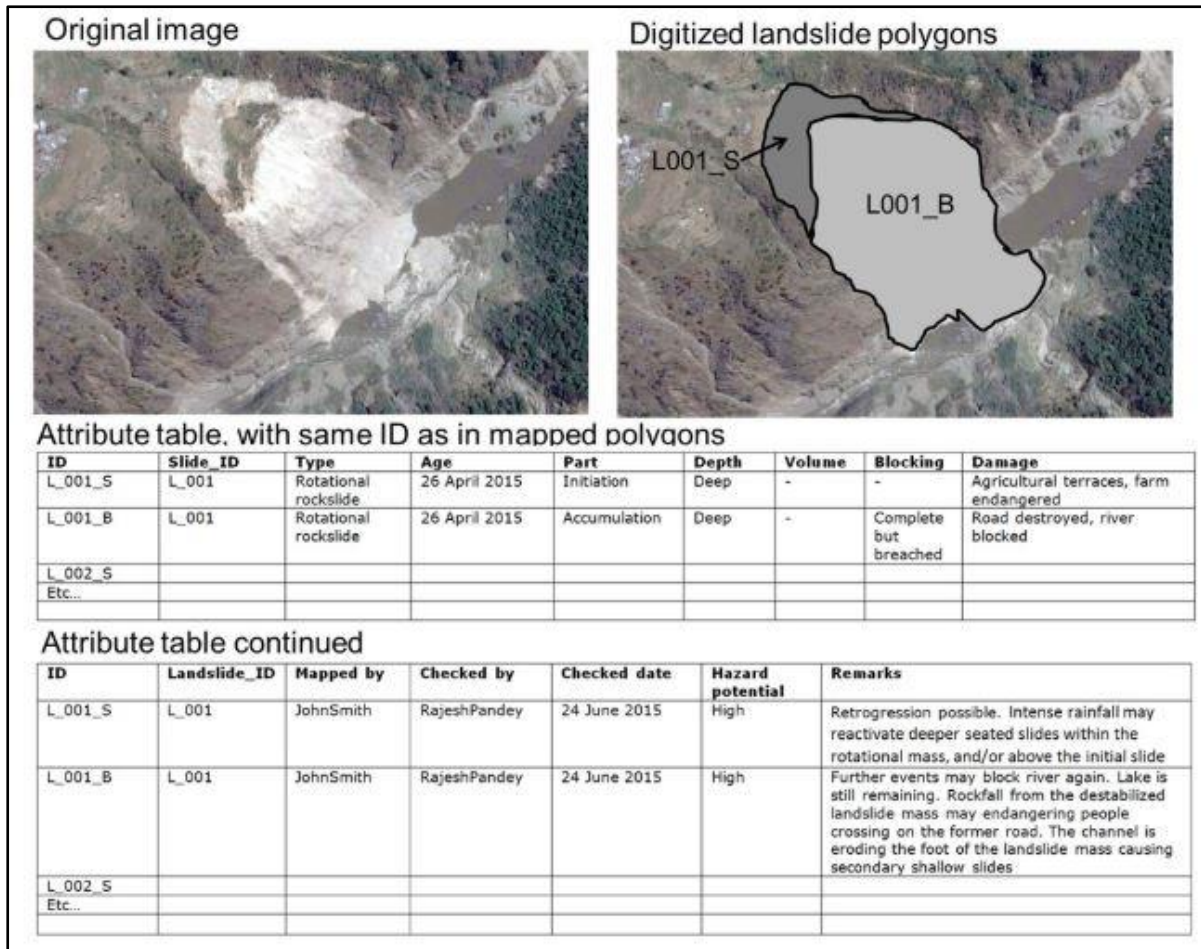 Original image
Digitized landslide polygons
L001_S
L001_B
Attribute table, with same ID as in mapped polygons
ID Slide_ID Type Age Part Depth Volume Blocking Damage
L_001_S L_001 Rotational rockslide 26 April 2015 Initiation Deep - - Agricultural terraces, farm endangered
L_001_B L_001 Rotational rockslide 26 April 2015 Accumulation Deep - Complete but breached Road destroyed, river blocked
L_002_S
Etc...
Attribute table continued
ID Landslide_ID Mapped by Checked by Checked date Hazard potential Remarks
L_001_S L_001 JohnSmith RajeshPandey 24 June 2015 High Retrogression possible. Intense rainfall may
reactivate deeper seated slides within the
rotational mass, and/or above the initial slide
L_001_B L_001 JohnSmith RajeshPandey 24 June 2015 High Further events may block river again. Lake is
still remaining. Rockfall from the destabilized
landslide mass may endangering people
crossing on the former road. The channel is
eroding the foot of the landslide mass causing
secondary shallow slides
L_002_S
Etc...